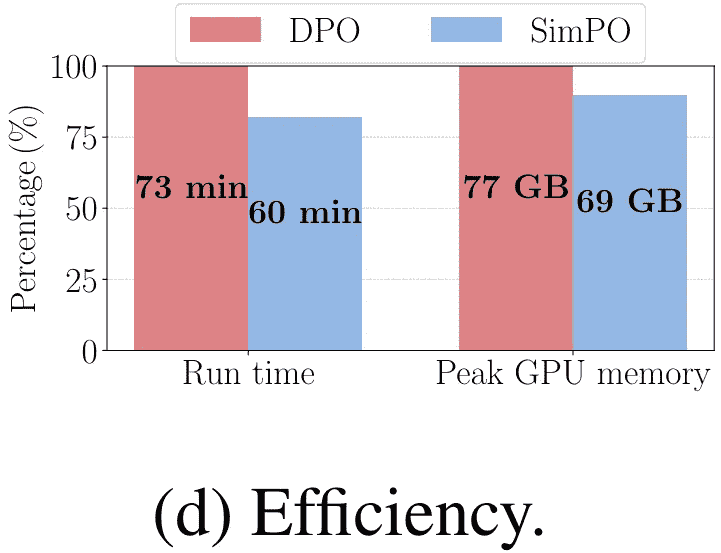 DPO SimPO
Percentage(%)
100
75
50
25
0
73 min 60 min 77 GB 69 GB
Run time Peak GPU memory
(d) Efficiency.